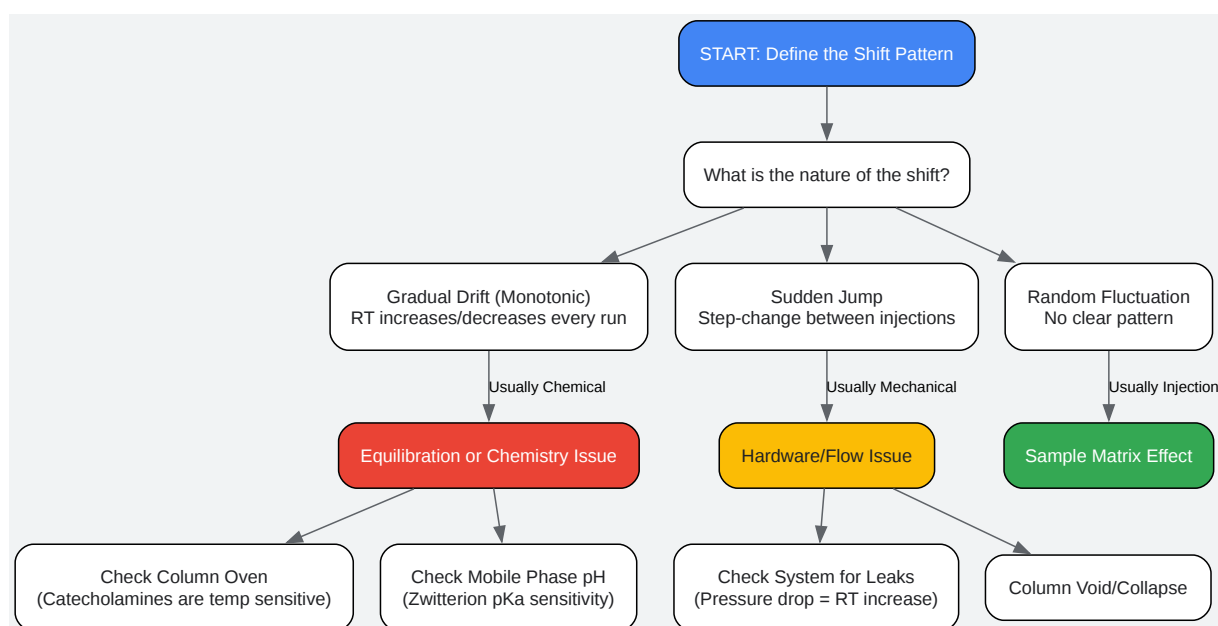 START: Define the Shift Pattern
What is the nature of the shift?
Gradual Drift (Monotonic)
RT increases/decreases every run
Sudden Jump
Step-change between injections
Random Fluctuation
No clear pattern
Usually Chemical
Usually Mechanical
Usually Injection
Equilibration or Chemistry Issue
Hardware/Flow Issue
Sample Matrix Effect
Check Column Oven
(Catecholamines are temp sensitive)
Check Mobile Phase pH
(Zwitterion pKa sensitivity)
Check System for Leaks
(Pressure drop = RT increase)
Column Void/Collapse